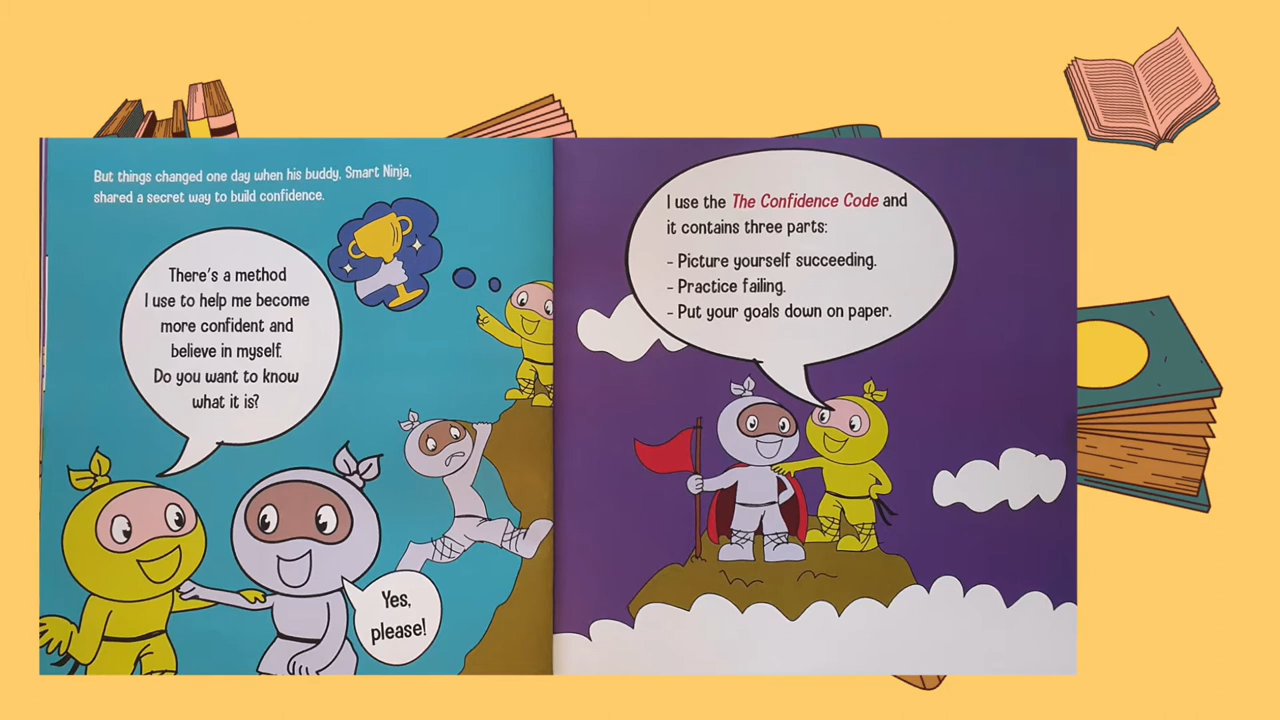 But things changed one day when his buddy, Smart Ninja,
shared a secret way to build confidence.
There's a method
I use to help me become
more confident and
believe in myself.
Do you want to know
what it is?
Yes,
please!
I use the The Confidence Code and
it contains three parts:
- Picture yourself succeeding.
- Practice failing.
- Put your goals down on paper.